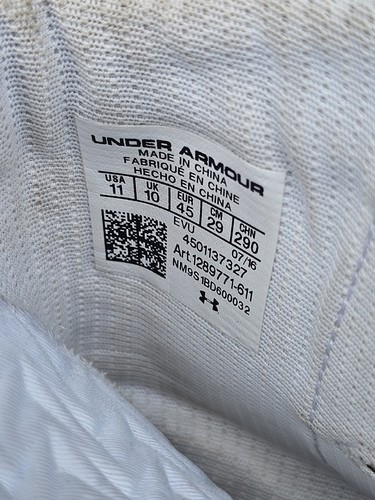 UNDER ARMOUR
MADE IN CHINA
FABRIQUÉ EN CHINE
HECHO EN CHINA
USA UK EUR CM CHN
11 10 45 29 290
EVU 07/16
4501137327
Art.1289771-611
NM9S1BD600032